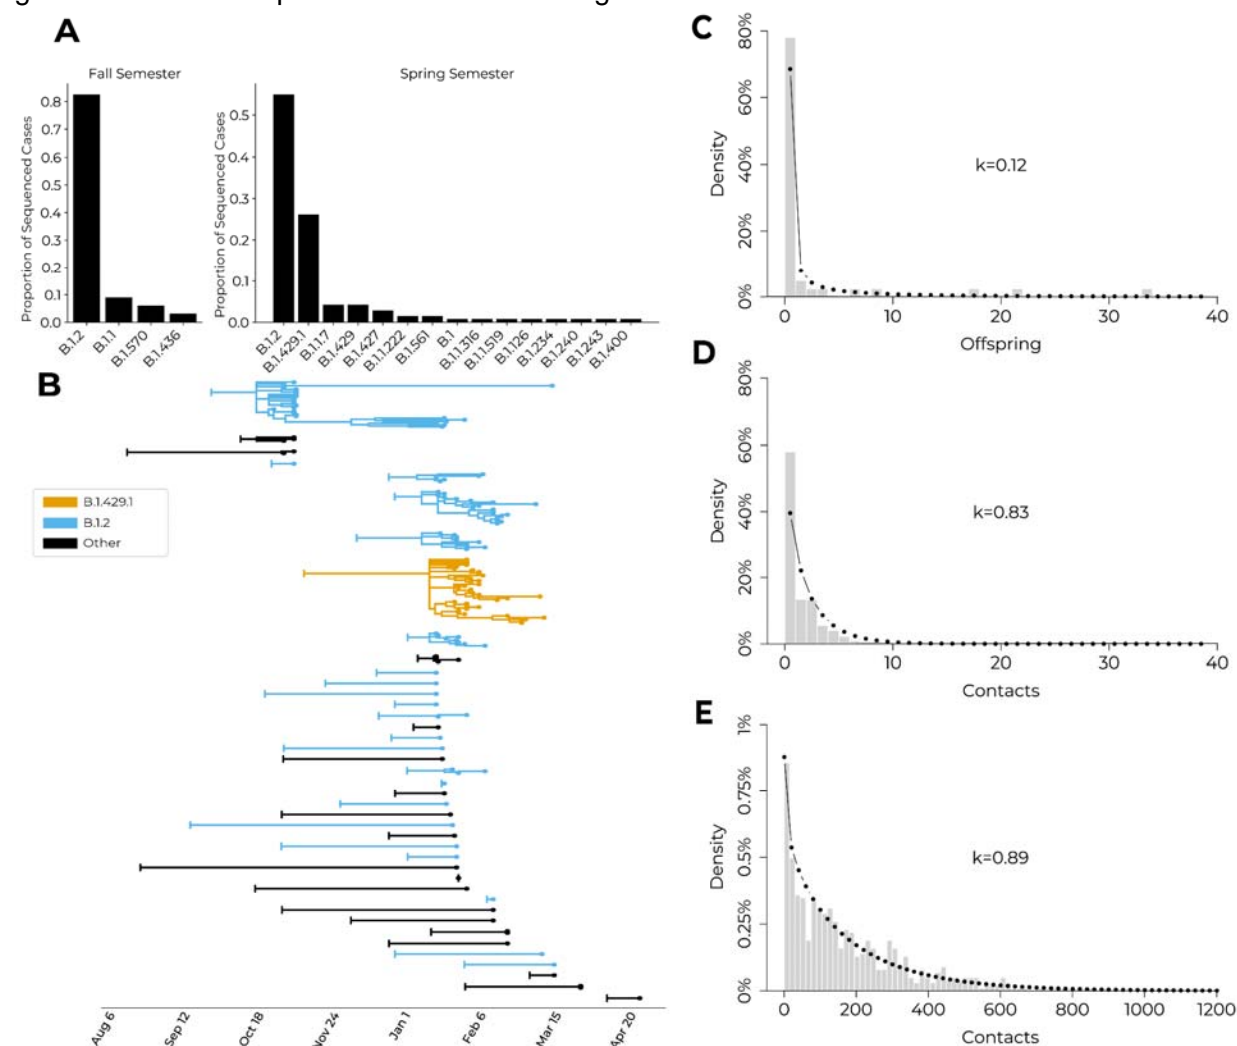 A
Fall Semester
Proportion of Sequenced Cases
0.8
0.7
0.6
0.5
0.4
0.3
0.2
0.1
0.0
B.1.2
B.1.1
B.1.570
B.1.436
Spring Semester
Proportion of Sequenced Cases
0.5
0.4
0.3
0.2
0.1
0.0
B.1.2
B.1.429.1
B.1.1.7
B.1.429
B.1.427
B.1.1.222
B.1.561
B.1
B.1.1.316
B.1.1.519
B.1.126
B.1.234
B.1.240
B.1.243
B.1.400
B
B.1.429.1
B.1.2
Other
Aug 6
Sep 12
Oct 18
Nov 24
Jan 1
Feb 6
Mar 15
Apr 20
C
Density
80%
60%
40%
20%
0%
k=0.12
0
10
20
30
40
Offspring
D
Density
80%
60%
40%
20%
0%
k=0.83
0
10
20
30
40
Contacts
E
Density
1%
0.75%
0.5%
0.25%
0%
k=0.89
0
200
400
600
800
1000
1200
Contacts